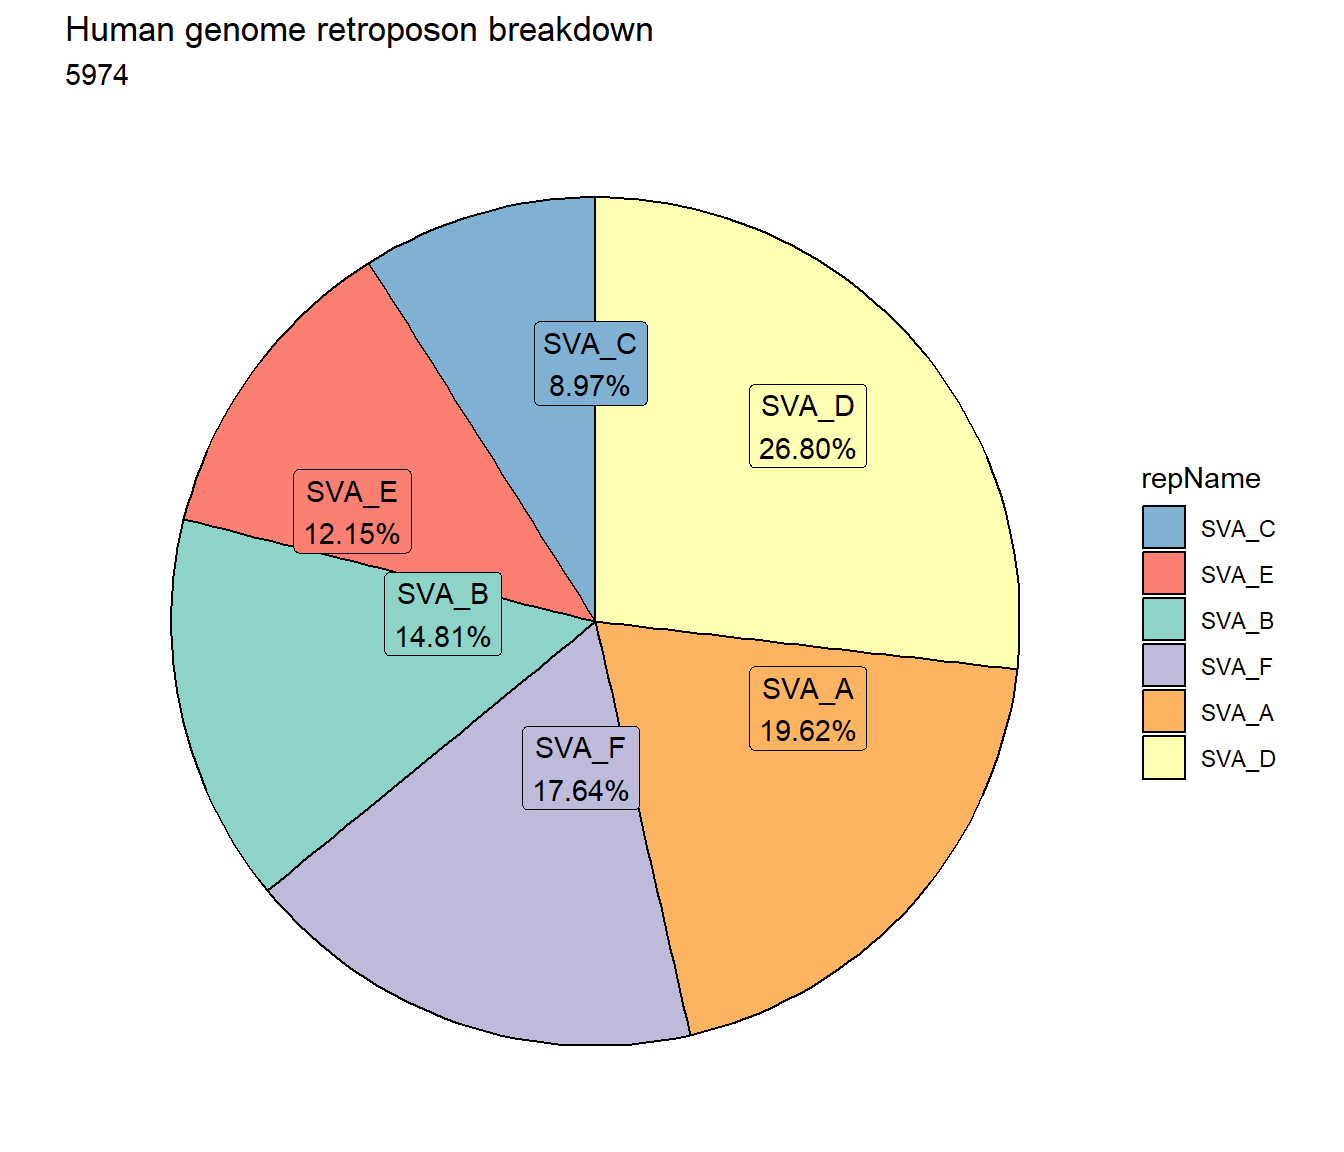 Human genome retroposon breakdown
5974
SVA_C
8.97%
SVA_D
26.80%
SVA_E
12.15%
SVA_B
14.81%
SVA_A
19.62%
SVA_F
17.64%
repName
SVA_C
SVA_E
SVA_B
SVA_F
SVA_A
SVA_D